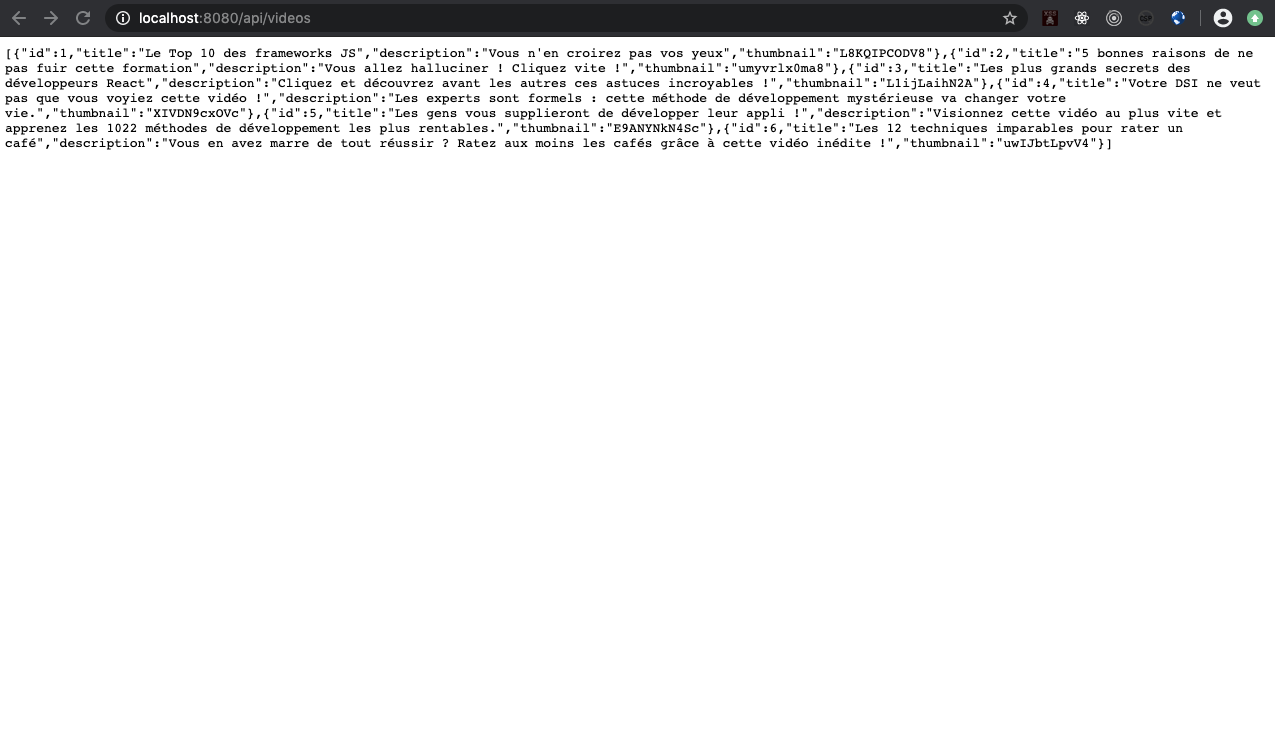 localhost:8080/api/videos
[{"id":1,"title":"Le Top 10 des frameworks JS","description":"Vous n'en croirez pas vos yeux","thumbnail":"L8KQIPCODV8"},{"id":2,"title":"5 bonnes raisons de ne
pas fuir cette formation","description":"Vous allez halluciner ! Cliquez vite !","thumbnail":"umyvrlx0ma8"},{"id":3,"title":"Les plus grands secrets des
développeurs React","description":"Cliquez et découvrez avant les autres ces astuces incroyables !","thumbnail":"L1ijLaihN2A"},{"id":4,"title":"Votre DSI ne veut
pas que vous voyiez cette vidéo !","description":"Les experts sont formels : cette méthode de développement mystérieuse va changer votre
vie.","thumbnail":"XIVDN9cxOVc"},{"id":5,"title":"Les gens vous supplieront de développer leur appli !","description":"Visionnez cette vidéo au plus vite et
apprenez les 1022 méthodes de développement les plus rentables.","thumbnail":"E9ANYNkN4Sc"},{"id":6,"title":"Les 12 techniques imparables pour rater un
café","description":"Vous en avez marre de tout réussir ? Ratez aux moins les cafés grâce à cette vidéo inédite !","thumbnail":"uwIJbtLpvV4"}]